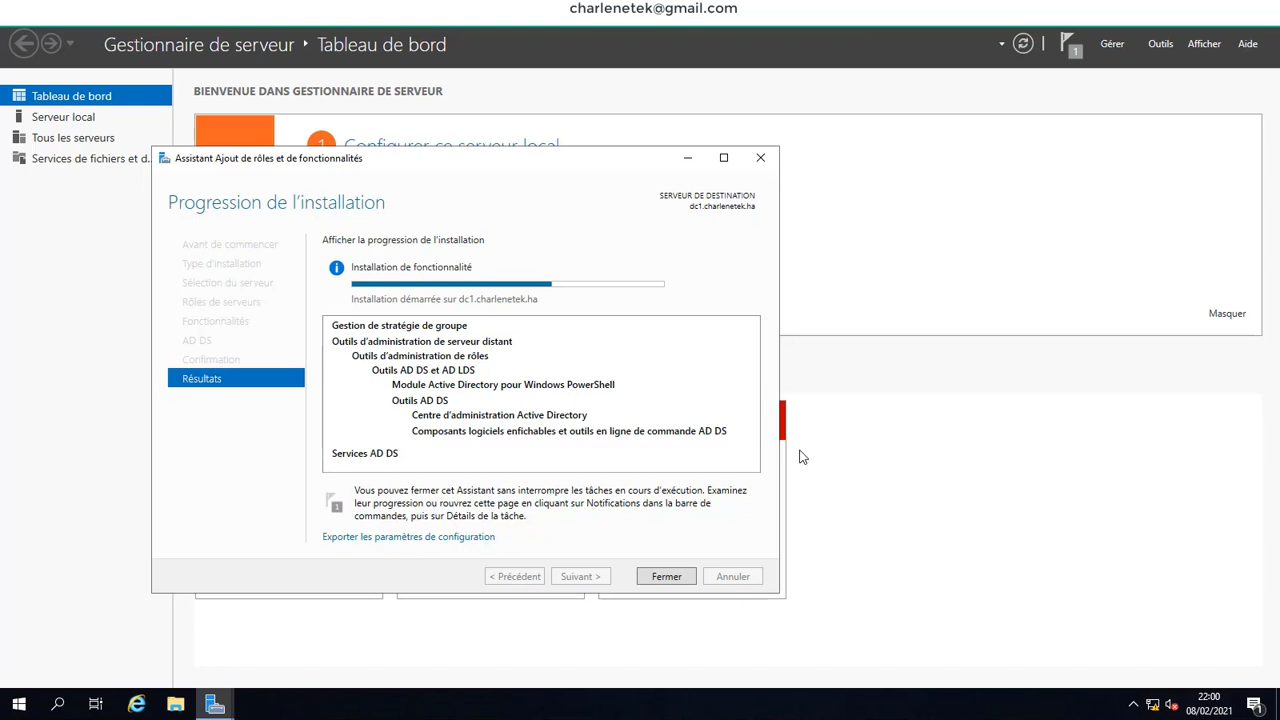 charlenetek@gmail.com
Gestionnaire de serveur ‣ Tableau de bord
1
Gérer
Outils
Afficher
Aide
Tableau de bord
Serveur local
Tous les serveurs
Services de fichiers et d...
BIENVENUE DANS GESTIONNAIRE DE SERVEUR
1 Configurer ce serveur local
Masquer
Assistant Ajout de rôles et de fonctionnalités
Progression de l'installation
SERVEUR DE DESTINATION
dc1.charlenetek.ha
Avant de commencer
Type d'installation
Sélection du serveur
Rôles de serveurs
Fonctionnalités
AD DS
Confirmation
Résultats
Afficher la progression de l'installation
Installation de fonctionnalité
Installation démarrée sur dc1.charlenetek.ha
Gestion de stratégie de groupe
Outils d'administration de serveur distant
Outils d'administration de rôles
Outils AD DS et AD LDS
Module Active Directory pour Windows PowerShell
Outils AD DS
Centre d'administration Active Directory
Composants logiciels enfichables et outils en ligne de commande AD DS
Services AD DS
1
Vous pouvez fermer cet Assistant sans interrompre les tâches en cours d'exécution. Examinez
leur progression ou rouvrez cette page en cliquant sur Notifications dans la barre de
commandes, puis sur Détails de la tâche.
Exporter les paramètres de configuration
< Précédent
Suivant >
Fermer
Annuler
22:00
08/02/2021
1